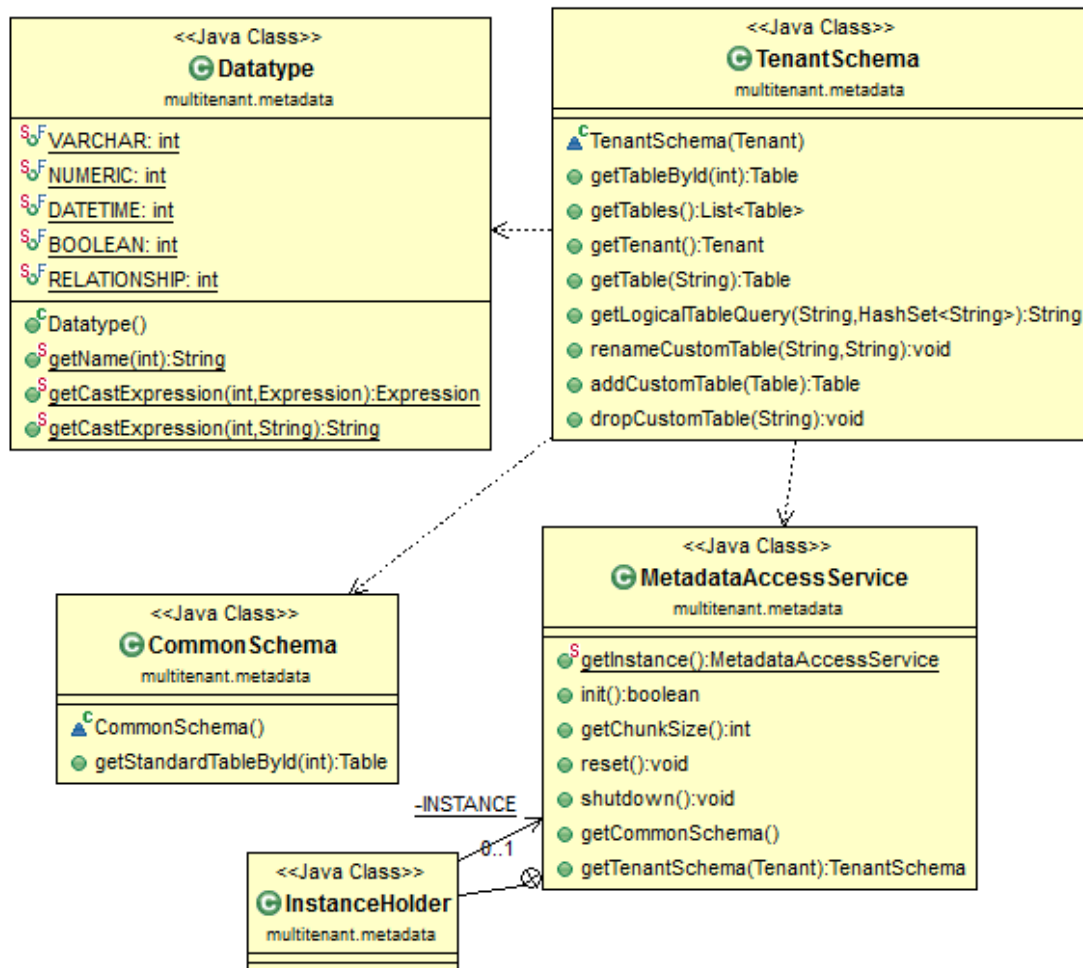 <<Java Class>>
Datatype
multitenant.metadata
VARCHAR: int
NUMERIC: int
DATETIME: int
BOOLEAN: int
RELATIONSHIP: int
Datatype()
getName(int):String
getCastExpression(int,Expression):Expression
getCastExpression(int,String):String
<<Java Class>>
TenantSchema
multitenant.metadata
TenantSchema(Tenant)
getTableById(int):Table
getTables():List<Table>
getTenant():Tenant
getTable(String):Table
getLogicalTableQuery(String,HashSet<String>):String
renameCustomTable(String,String):void
addCustomTable(Table):Table
dropCustomTable(String):void
<<Java Class>>
CommonSchema
multitenant.metadata
CommonSchema()
getStandardTableById(int):Table
<<Java Class>>
MetadataAccessService
multitenant.metadata
getInstance():MetadataAccessService
init():boolean
getChunkSize():int
reset():void
shutdown():void
getCommonSchema()
getTenantSchema(Tenant):TenantSchema
-INSTANCE
0..1
<<Java Class>>
InstanceHolder
multitenant.metadata